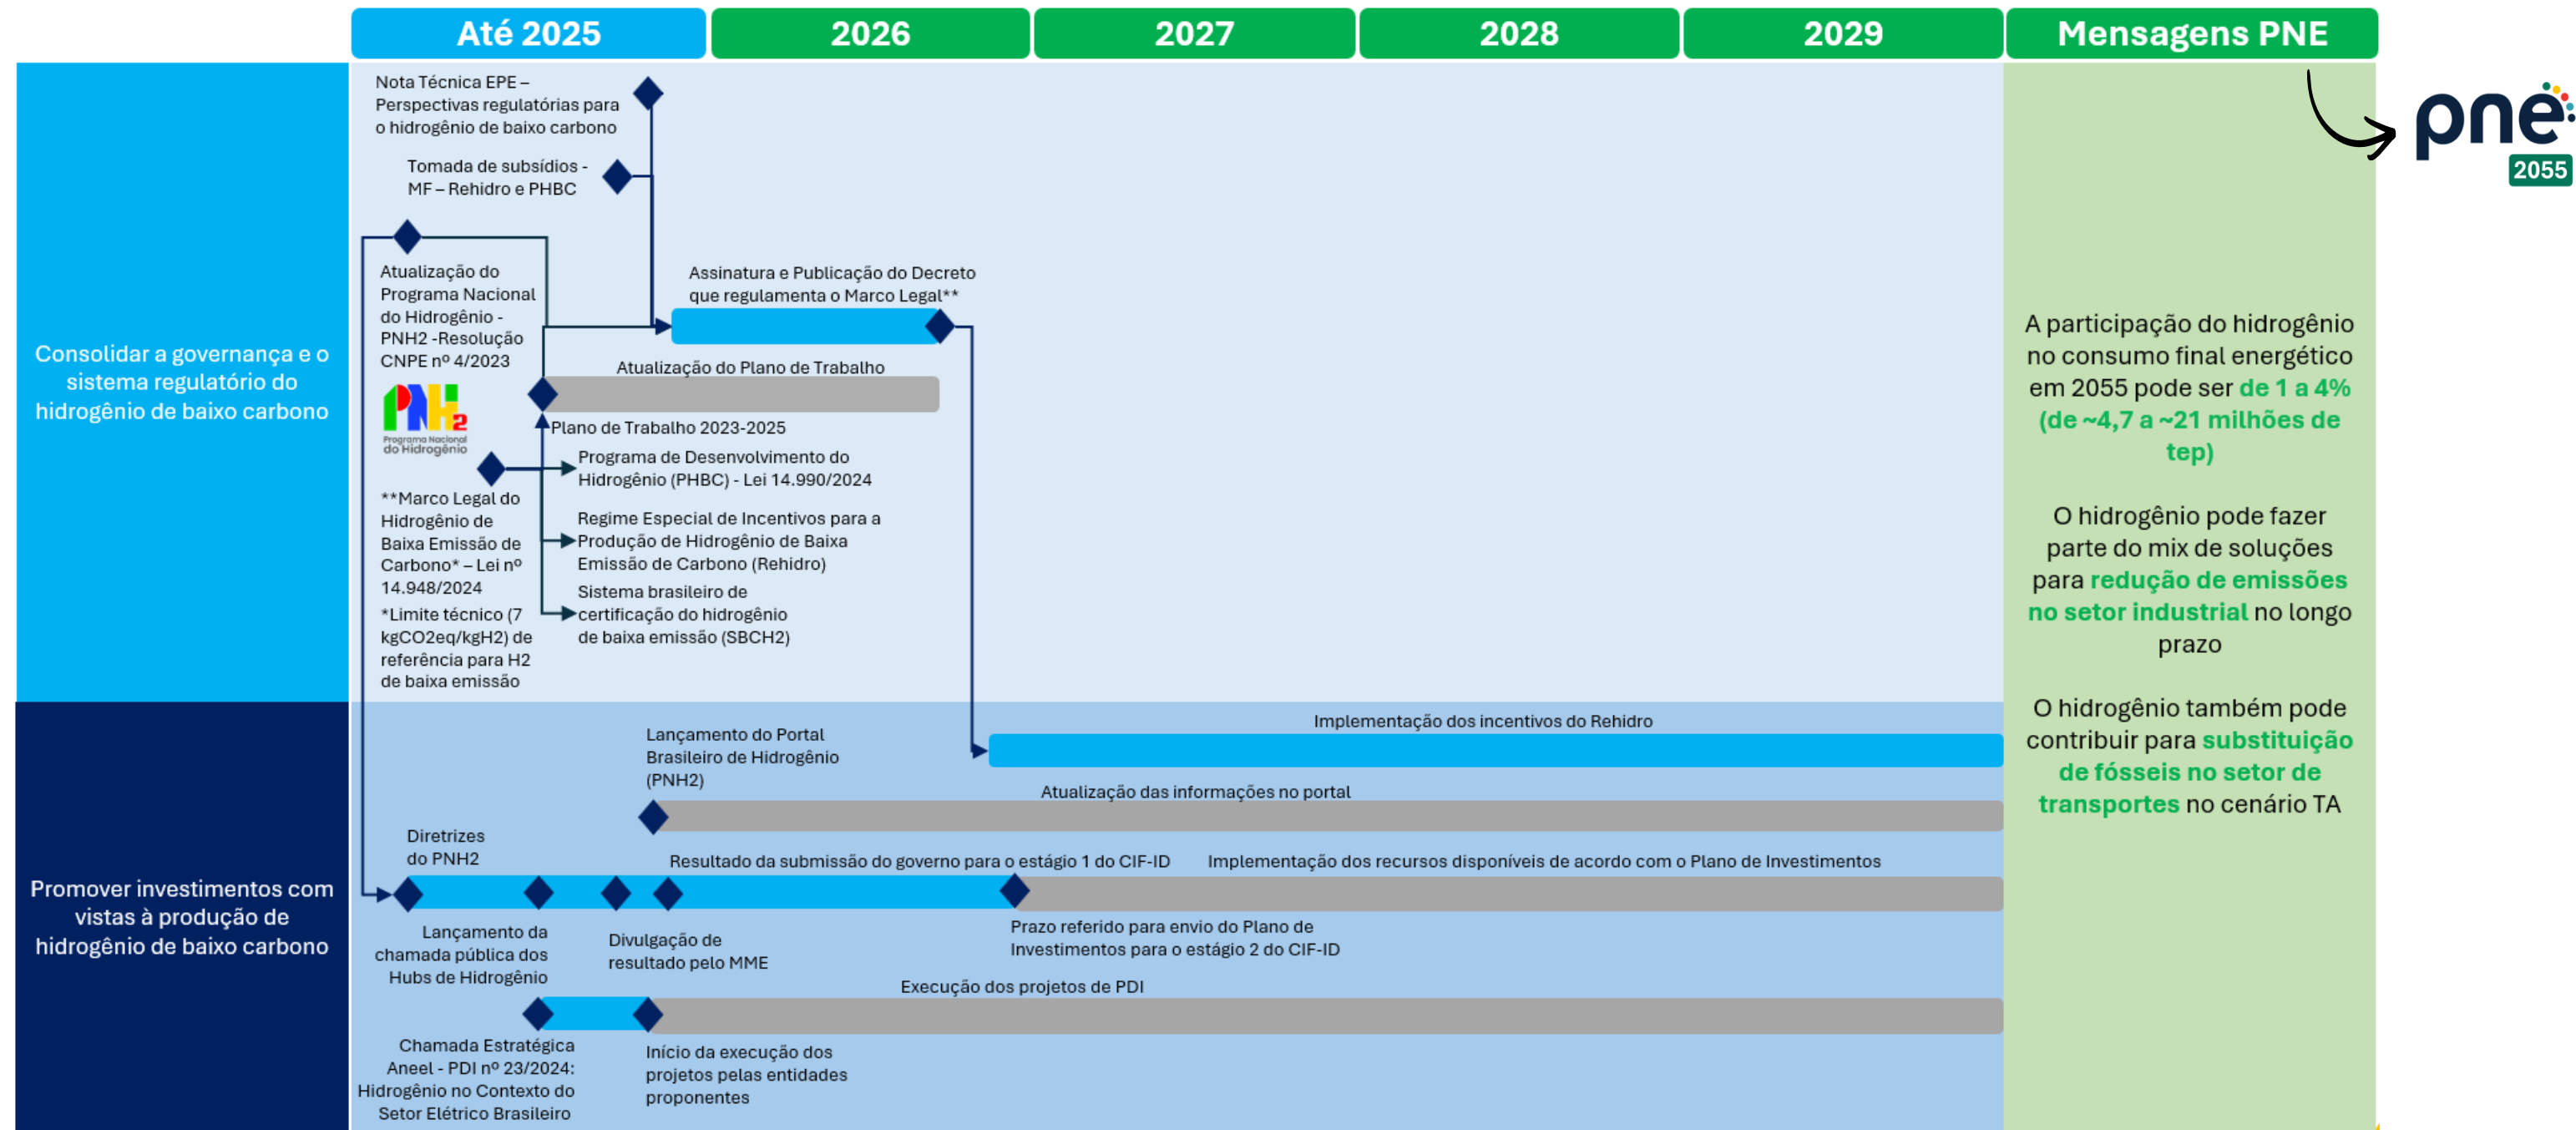 Até 2025
2026
2027
2028
2029
Mensagens PNE
pne
2055
Consolidar a governança e o
sistema regulatório do
hidrogênio de baixo carbono
Nota Técnica EPE –
Perspectivas regulatórias para
o hidrogênio de baixo carbono
Tomada de subsídios -
MF – Rehidro e PHBC
Atualização do
Programa Nacional
do Hidrogênio -
PNH2 -Resolução
CNPE nº 4/2023
PNH2
Programa Nacional
do Hidrogênio
**Marco Legal do
Hidrogênio de
Baixa Emissão de
Carbono* – Lei nº
14.948/2024
*Limite técnico (7
kgCO2eq/kgH2) de
referência para H2
de baixa emissão
Assinatura e Publicação do Decreto
que regulamenta o Marco Legal**
Atualização do Plano de Trabalho
Plano de Trabalho 2023-2025
Programa de Desenvolvimento do
Hidrogênio (PHBC) - Lei 14.990/2024
Regime Especial de Incentivos para a
Produção de Hidrogênio de Baixa
Emissão de Carbono (Rehidro)
Sistema brasileiro de
certificação do hidrogênio
de baixa emissão (SBCH2)
A participação do hidrogênio
no consumo final energético
em 2055 pode ser de 1 a 4%
(de ~4,7 a ~21 milhões de
tep)
O hidrogênio pode fazer
parte do mix de soluções
para redução de emissões
no setor industrial no longo
prazo
O hidrogênio também pode
contribuir para substituição
de fósseis no setor de
transportes no cenário TA
Promover investimentos com
vistas à produção de
hidrogênio de baixo carbono
Implementação dos incentivos do Rehidro
Lançamento do Portal
Brasileiro de Hidrogênio
(PNH2)
Atualização das informações no portal
Diretrizes
do PNH2
Resultado da submissão do governo para o estágio 1 do CIF-ID
Implementação dos recursos disponíveis de acordo com o Plano de Investimentos
Lançamento da
chamada pública dos
Hubs de Hidrogênio
Divulgação de
resultado pelo MME
Prazo referido para envio do Plano de
Investimentos para o estágio 2 do CIF-ID
Execução dos projetos de PDI
Chamada Estratégica
Aneel - PDI nº 23/2024:
Hidrogênio no Contexto do
Setor Elétrico Brasileiro
Início da execução dos
projetos pelas entidades
proponentes